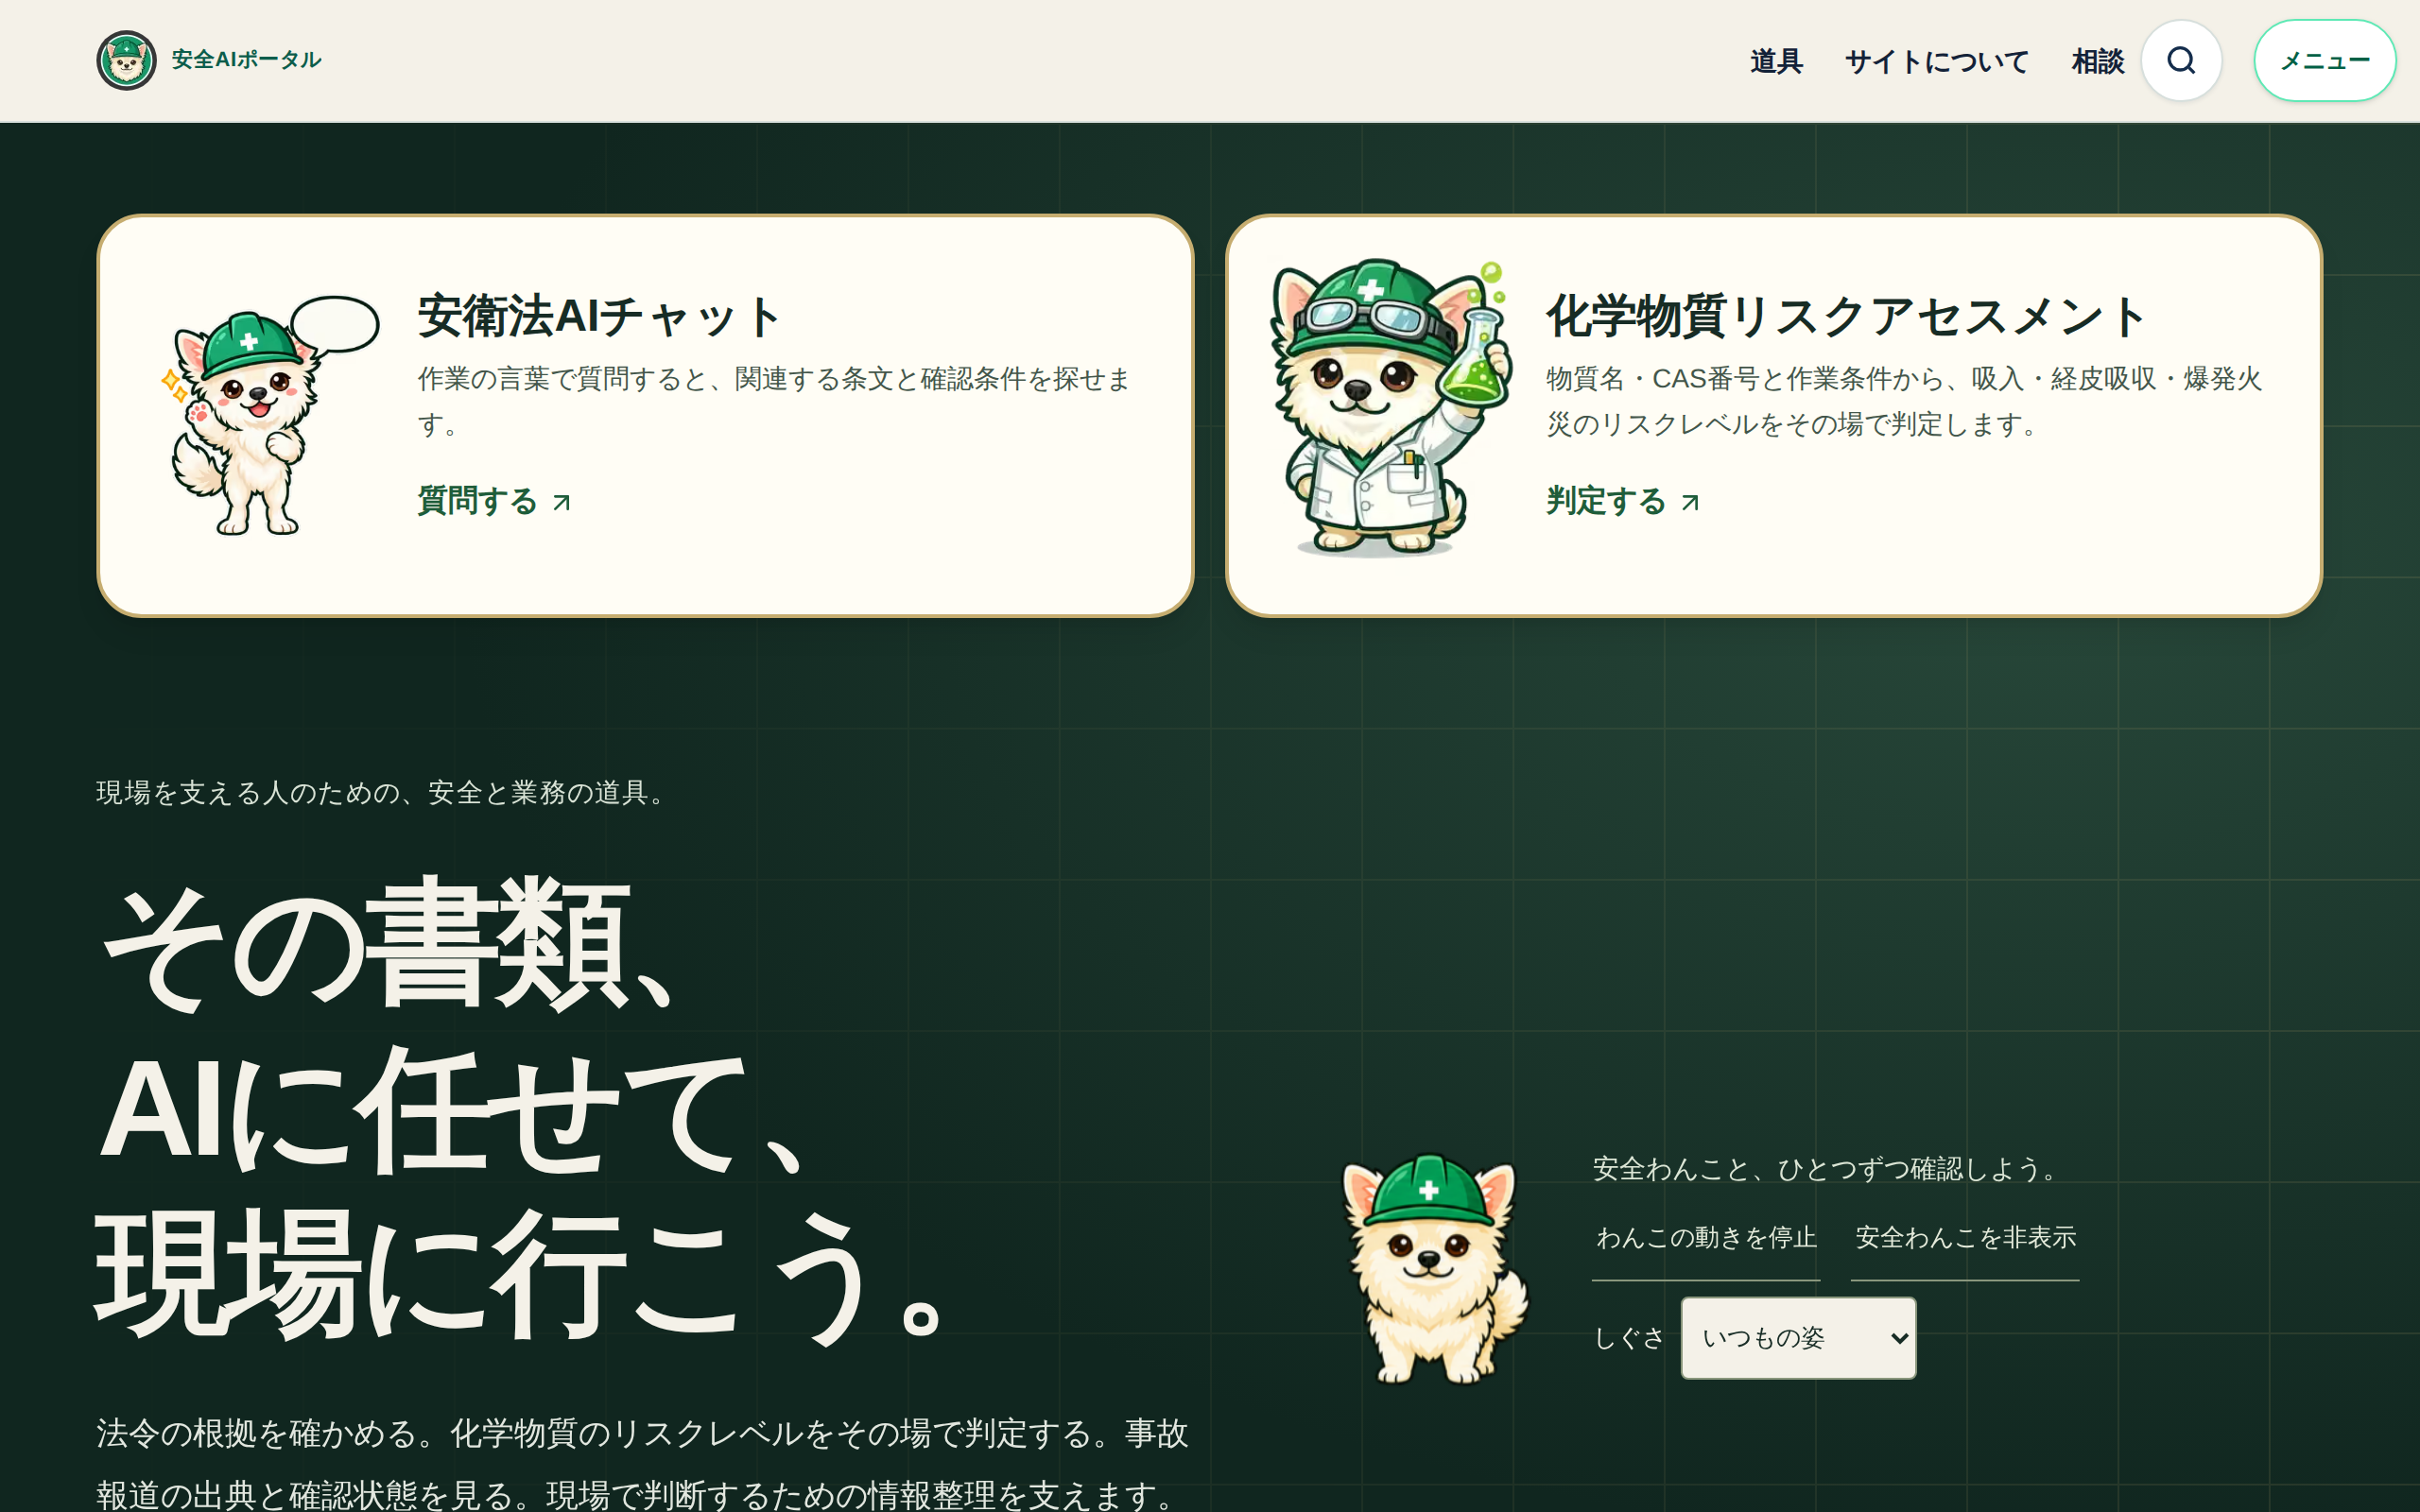 安全AIポータル
道具 サイトについて 相談 メニュー
安衛法AIチャット
作業の言葉で質問すると、関連する条文と確認条件を探せま
す。
質問する
化学物質リスクアセスメント
物質名・CAS番号と作業条件から、吸入・経皮吸収・爆発火
災のリスクレベルをその場で判定します。
判定する
現場を支える人のための、安全と業務の道具。
その書類、
AIに任せて、
現場に行こう。
法令の根拠を確かめる。化学物質のリスクレベルをその場で判定する。事故
報道の出典と確認状態を見る。現場で判断するための情報整理を支えます。
安全わんこと、ひとつずつ確認しよう。
わんこの動きを停止 安全わんこを非表示
しぐさ いつもの姿